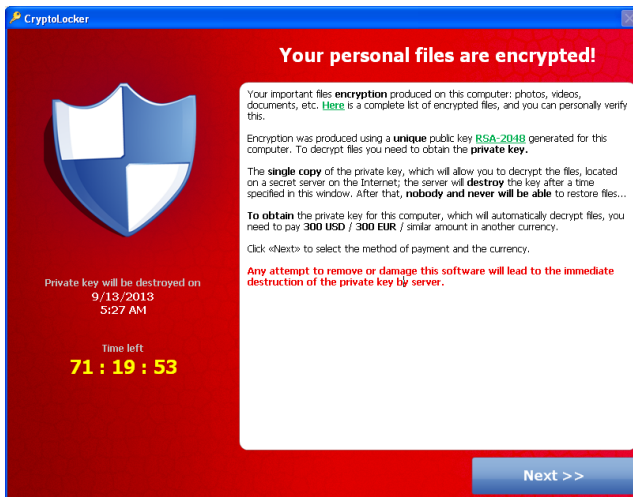 CryptoLocker
Your personal files are encrypted!
Your important files encryption produced on this computer: photos, videos,
documents, etc. Here is a complete list of encrypted files, and you can personally verify
this.
Encryption was produced using a unique public key RSA-2048 generated for this
computer. To decrypt files you need to obtain the private key.
The single copy of the private key, which will allow you to decrypt the files, located
on a secret server on the Internet; the server will destroy the key after a time
specified in this window. After that, nobody and never will be able to restore files...
To obtain the private key for this computer, which will automatically decrypt files, you
need to pay 300 USD / 300 EUR / similar amount in another currency.
Click «Next» to select the method of payment and the currency.
Any attempt to remove or damage this software will lead to the immediate
destruction of the private key by server.
Private key will be destroyed on
9/13/2013
5:27 AM
Time left
71 : 19 : 53
Next >>